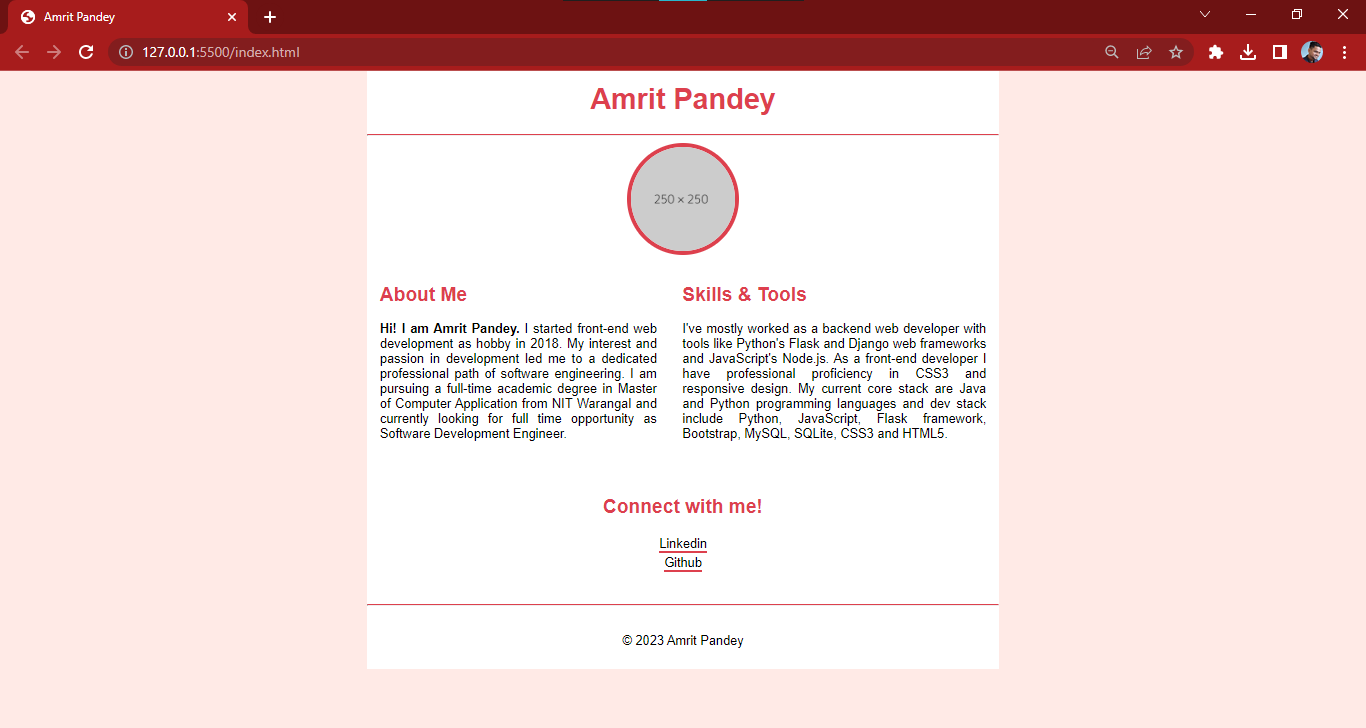 Amrit Pandey
127.0.0.1:5500/index.html
Amrit Pandey
250 × 250
About Me
Hi! I am Amrit Pandey. I started front-end web
development as hobby in 2018. My interest and
passion in development led me to a dedicated
professional path of software engineering. I am
pursuing a full-time academic degree in Master
of Computer Application from NIT Warangal and
currently looking for full time opportunity as
Software Development Engineer.
Skills & Tools
I've mostly worked as a backend web developer with
tools like Python's Flask and Django web frameworks
and JavaScript's Node.js. As a front-end developer I
have professional proficiency in CSS3 and
responsive design. My current core stack are Java
and Python programming languages and dev stack
include Python, JavaScript, Flask framework,
Bootstrap, MySQL, SQLite, CSS3 and HTML5.
Connect with me!
Linkedin
Github
© 2023 Amrit Pandey